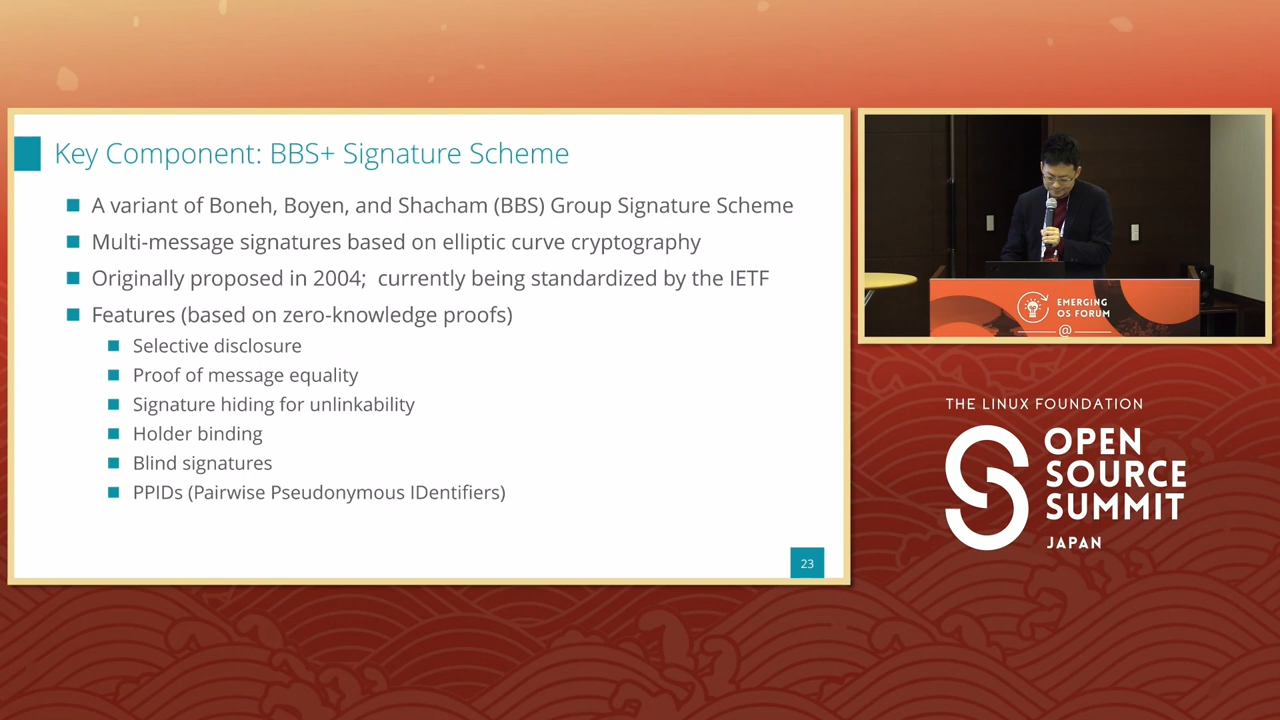 Key Component: BBS+ Signature Scheme
A variant of Boneh, Boyen, and Shacham (BBS) Group Signature Scheme
Multi-message signatures based on elliptic curve cryptography
Originally proposed in 2004;  currently being standardized by the IETF
Features (based on zero-knowledge proofs)
Selective disclosure
Proof of message equality
Signature hiding for unlinkability
Holder binding
Blind signatures
PPIDs (Pairwise Pseudonymous IDentifiers)
23
EMERGING
OS FORUM
@
THE LINUX FOUNDATION
OPEN
SOURCE
SUMMIT
JAPAN